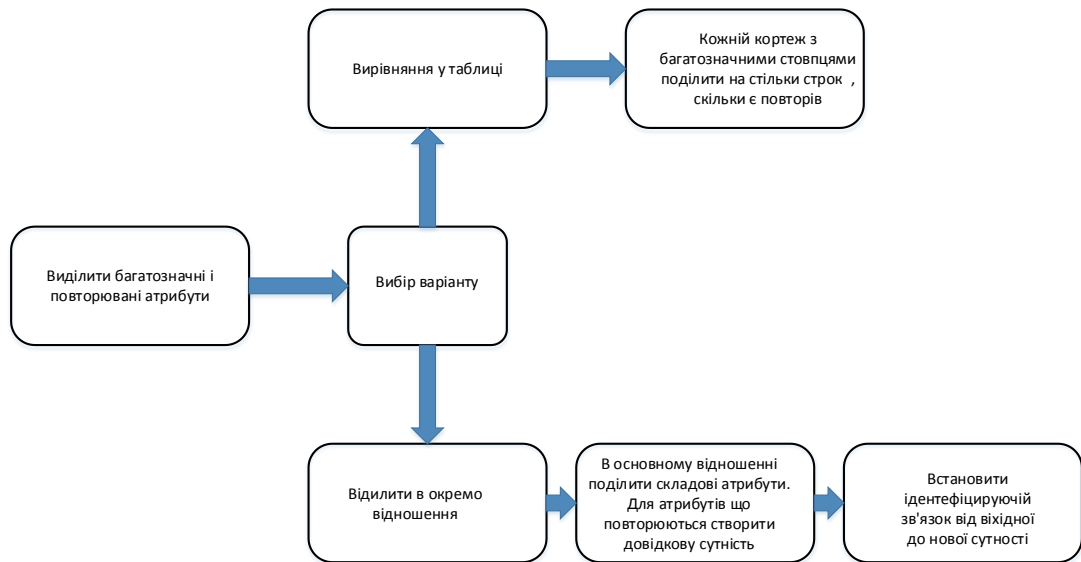 Вирівняня у таблиці
Кожній кортеж з
багатозначними стовпцями
поділити на стільки строк ,
скільки є повторів
Виділити багатозначні і
повторювані атрибути
Вибір варіанту
Відилити в окремо
відношення
В основному відношенні
поділити складові атрибути.
Для атрибутів що
повторюються створити
довідкову сутність
Встановити
ідентефіцируючій
зв'язок від віхідної
до нової сутності